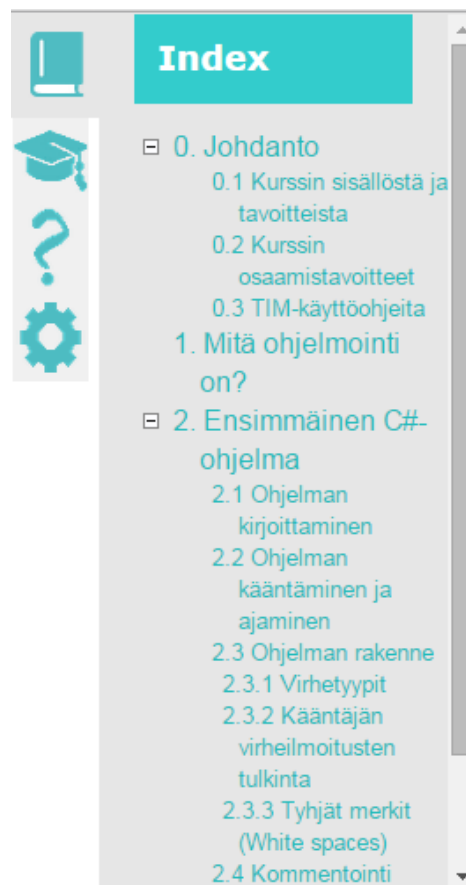 Index
0. Johdanto
0.1 Kurssin sisällöstä ja
tavoitteista
0.2 Kurssin
osaamistavoitteet
0.3 TIM-käyttöohjeita
1. Mitä ohjelmointi
on?
2. Ensimmäinen C#-
ohjelma
2.1 Ohjelman
kirjoittaminen
2.2 Ohjelman
kääntäminen ja
ajaminen
2.3 Ohjelman rakenne
2.3.1 Virhetyypit
2.3.2 Kääntäjän
virheilmoitusten
tulkinta
2.3.3 Tyhjät merkit
(White spaces)
2.4 Kommentointi